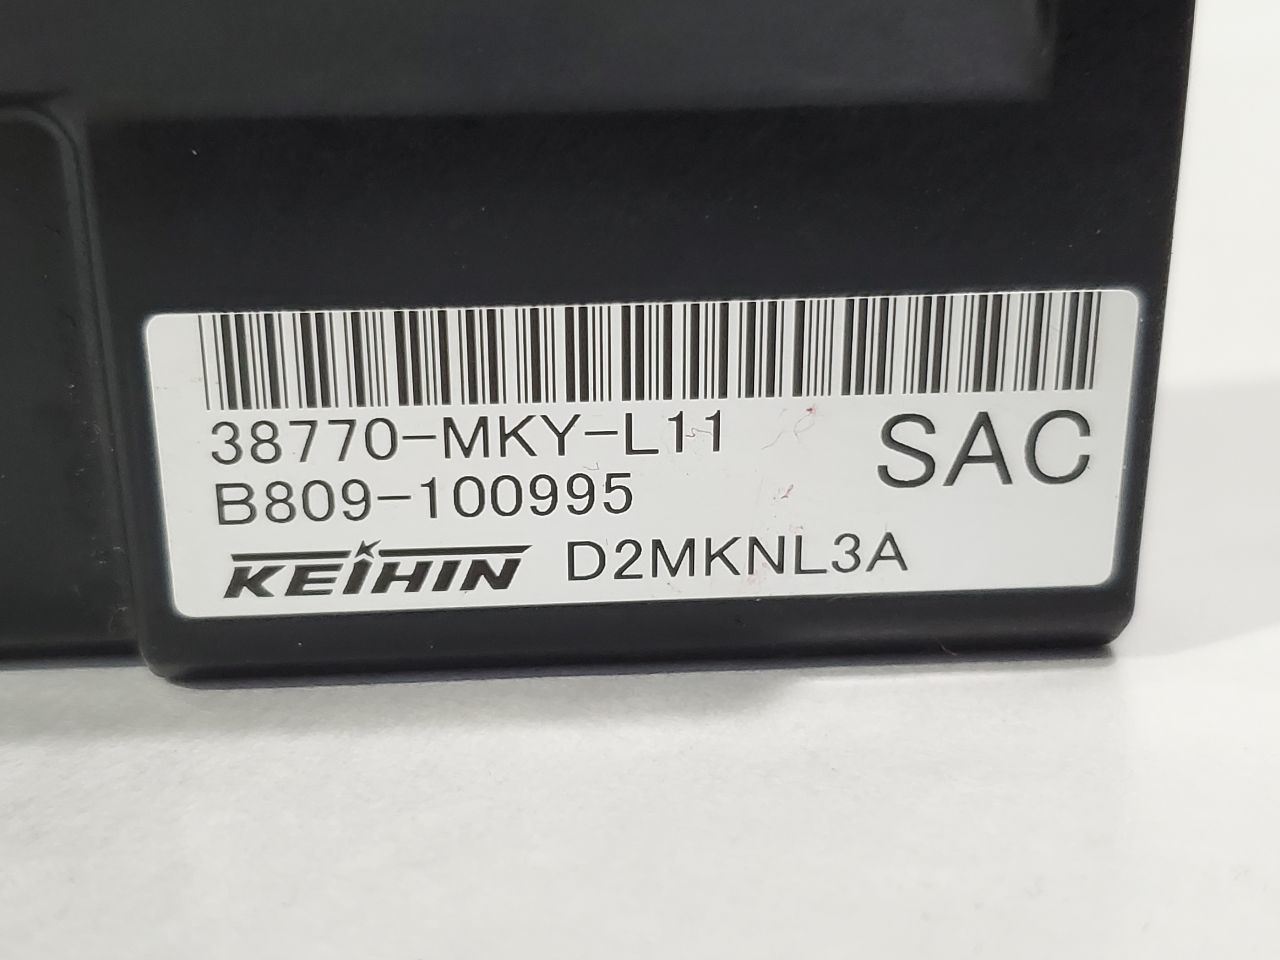 38770-MKY-L11
SAC
B809-100995
KEIHIN D2MKNL3A